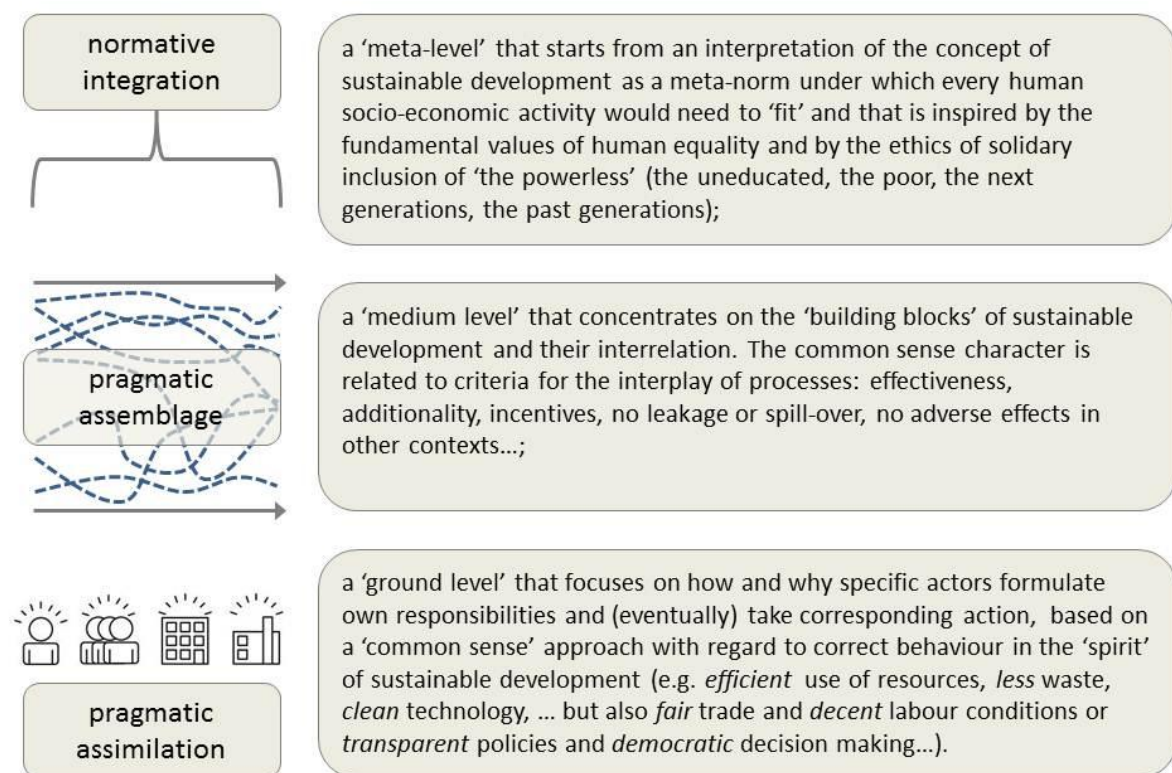 normative
integration
a ‘meta-level’ that starts from an interpretation of the concept of
sustainable development as a meta-norm under which every human
socio-economic activity would need to ‘fit’ and that is inspired by the
fundamental values of human equality and by the ethics of solidary
inclusion of ‘the powerless’ (the uneducated, the poor, the next
generations, the past generations);
pragmatic
assemblage
a ‘medium level’ that concentrates on the ‘building blocks’ of sustainable
development and their interrelation. The common sense character is
related to criteria for the interplay of processes: effectiveness,
additionality, incentives, no leakage or spill-over, no adverse effects in
other contexts…;
pragmatic
assimilation
a ‘ground level’ that focuses on how and why specific actors formulate
own responsibilities and (eventually) take corresponding action, based on
a ‘common sense’ approach with regard to correct behaviour in the ‘spirit’
of sustainable development (e.g. efficient use of resources, less waste,
clean technology, … but also fair trade and decent labour conditions or
transparent policies and democratic decision making…).